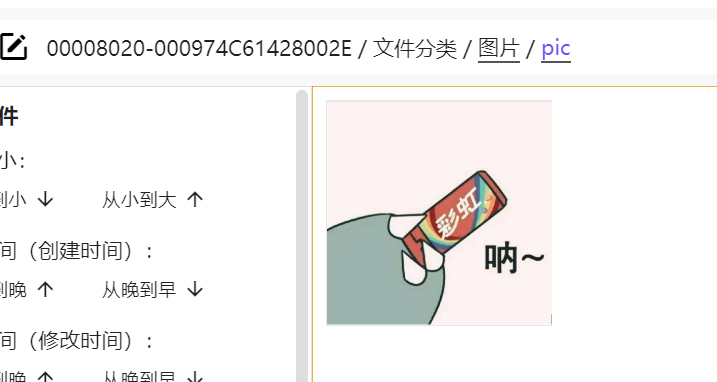 00008020-000974C61428002E / 文件分类 / 图片 / pic
件
小：
到小 ↓ 从小到大 ↑
间（创建时间）：
到晚 ↑ 从晚到早 ↓
间（修改时间）：
到晚 ↑ 从晚到早 ↓
彩虹
呐~